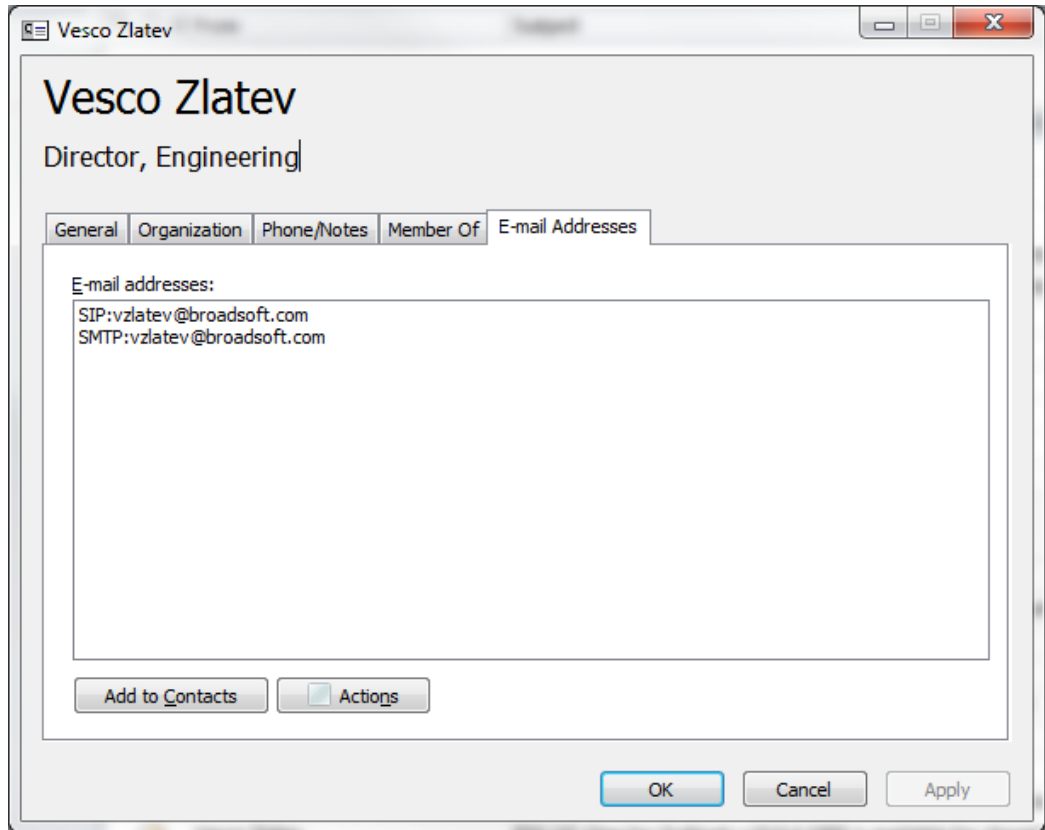 Vesco Zlatev
Vesco Zlatev
Director, Engineering
General Organization Phone/Notes Member Of E-mail Addresses
E-mail addresses:
SIP:vzlatev@broadsoft.com
SMTP:vzlatev@broadsoft.com
Add to Contacts Actions
OK Cancel Apply